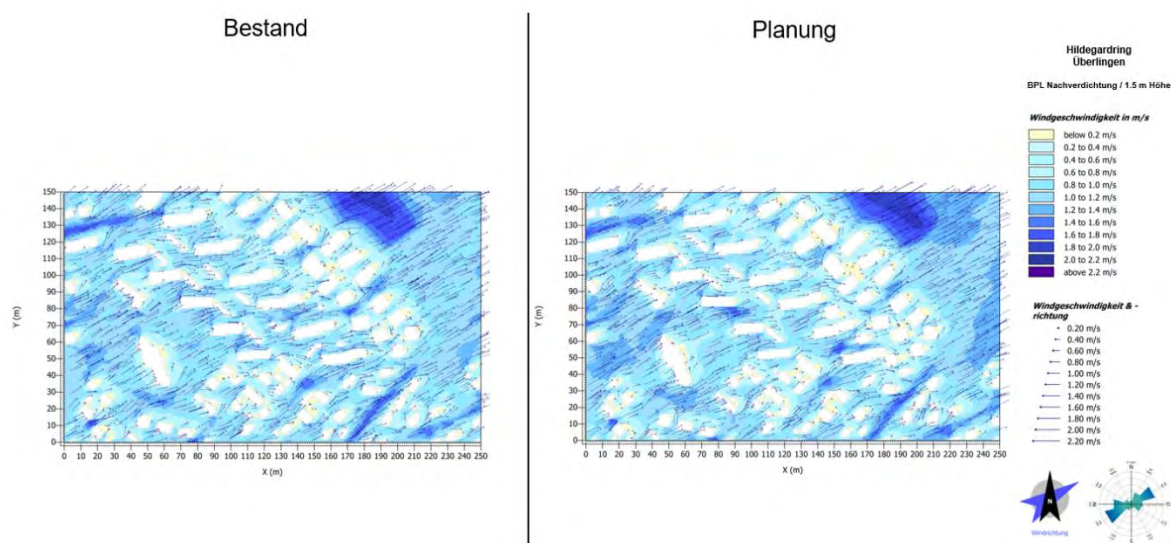 Bestand
Planung
Hildegardring
Überlingen
BPL Nachverdichtung / 1.5 m Höhe
Windgeschwindigkeit in m/s
below 0.2 m/s
0.2 to 0.4 m/s
0.4 to 0.6 m/s
0.6 to 0.8 m/s
0.8 to 1.0 m/s
1.0 to 1.2 m/s
1.2 to 1.4 m/s
1.4 to 1.6 m/s
1.6 to 1.8 m/s
1.8 to 2.0 m/s
2.0 to 2.2 m/s
above 2.2 m/s
Windgeschwindigkeit & -
richtung
0.20 m/s
0.40 m/s
0.60 m/s
0.80 m/s
1.00 m/s
1.20 m/s
1.40 m/s
1.60 m/s
1.80 m/s
2.00 m/s
2.20 m/s
150
140
130
120
110
100
90
80
70
60
50
40
30
20
10
0
Y (m)
0 10 20 30 40 50 60 70 80 90 100 110 120 130 140 150 160 170 180 190 200 210 220 230 240 250
X (m)
150
140
130
120
110
100
90
80
70
60
50
40
30
20
10
0
Y (m)
0 10 20 30 40 50 60 70 80 90 100 110 120 130 140 150 160 170 180 190 200 210 220 230 240 250
X (m)
N
Windrichtung
N